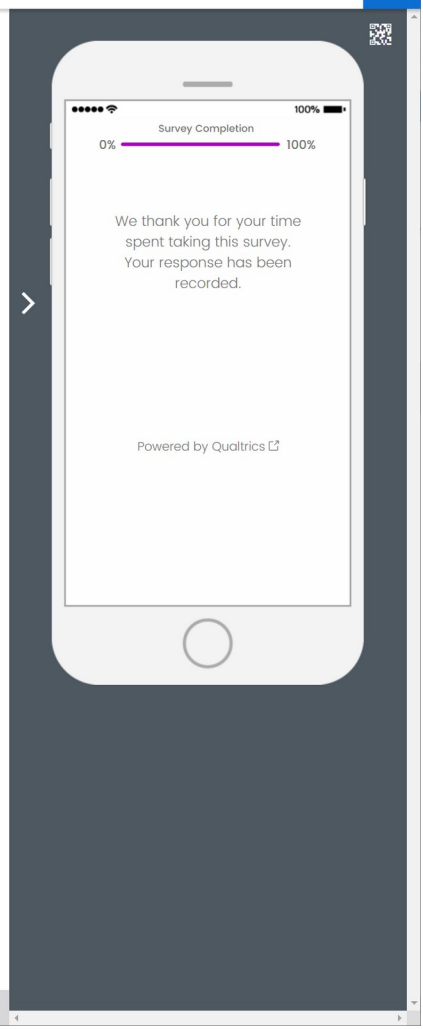 100%
Survey Completion
0% 100%
We thank you for your time
spent taking this survey.
Your response has been
recorded.
Powered by Qualtrics